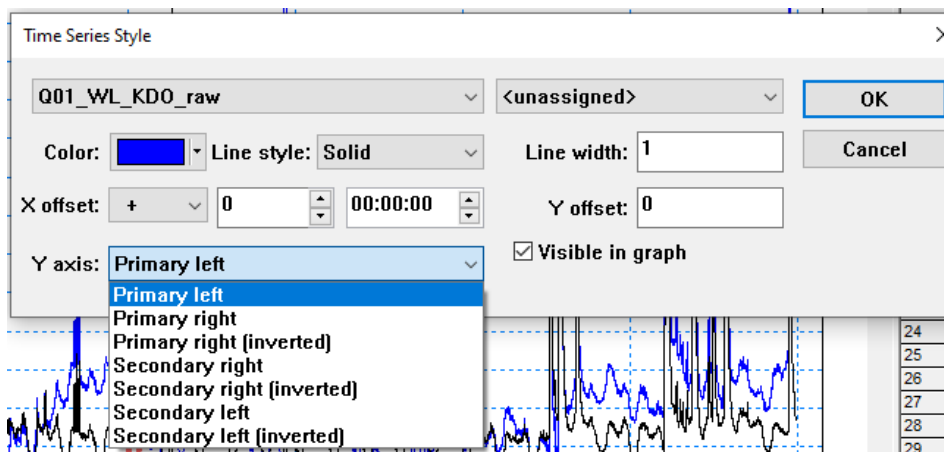 Time Series Style
Q01_WL_KDO_raw
<unassigned>
OK
Color:
Line style: Solid
Line width: 1
Cancel
X offset: + 0 00:00:00
Y offset: 0
Y axis: Primary left
Visible in graph
Primary left
Primary right
Primary right (inverted)
Secondary right
Secondary right (inverted)
Secondary left
Secondary left (inverted)
24
25
26
27
28
29